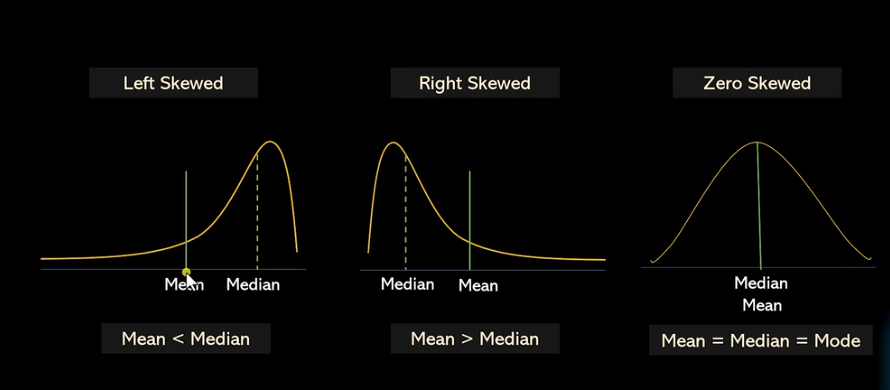 Left Skewed
Right Skewed
Zero Skewed
Mean Median
Median Mean
Median
Mean
Mean < Median
Mean > Median
Mean = Median = Mode